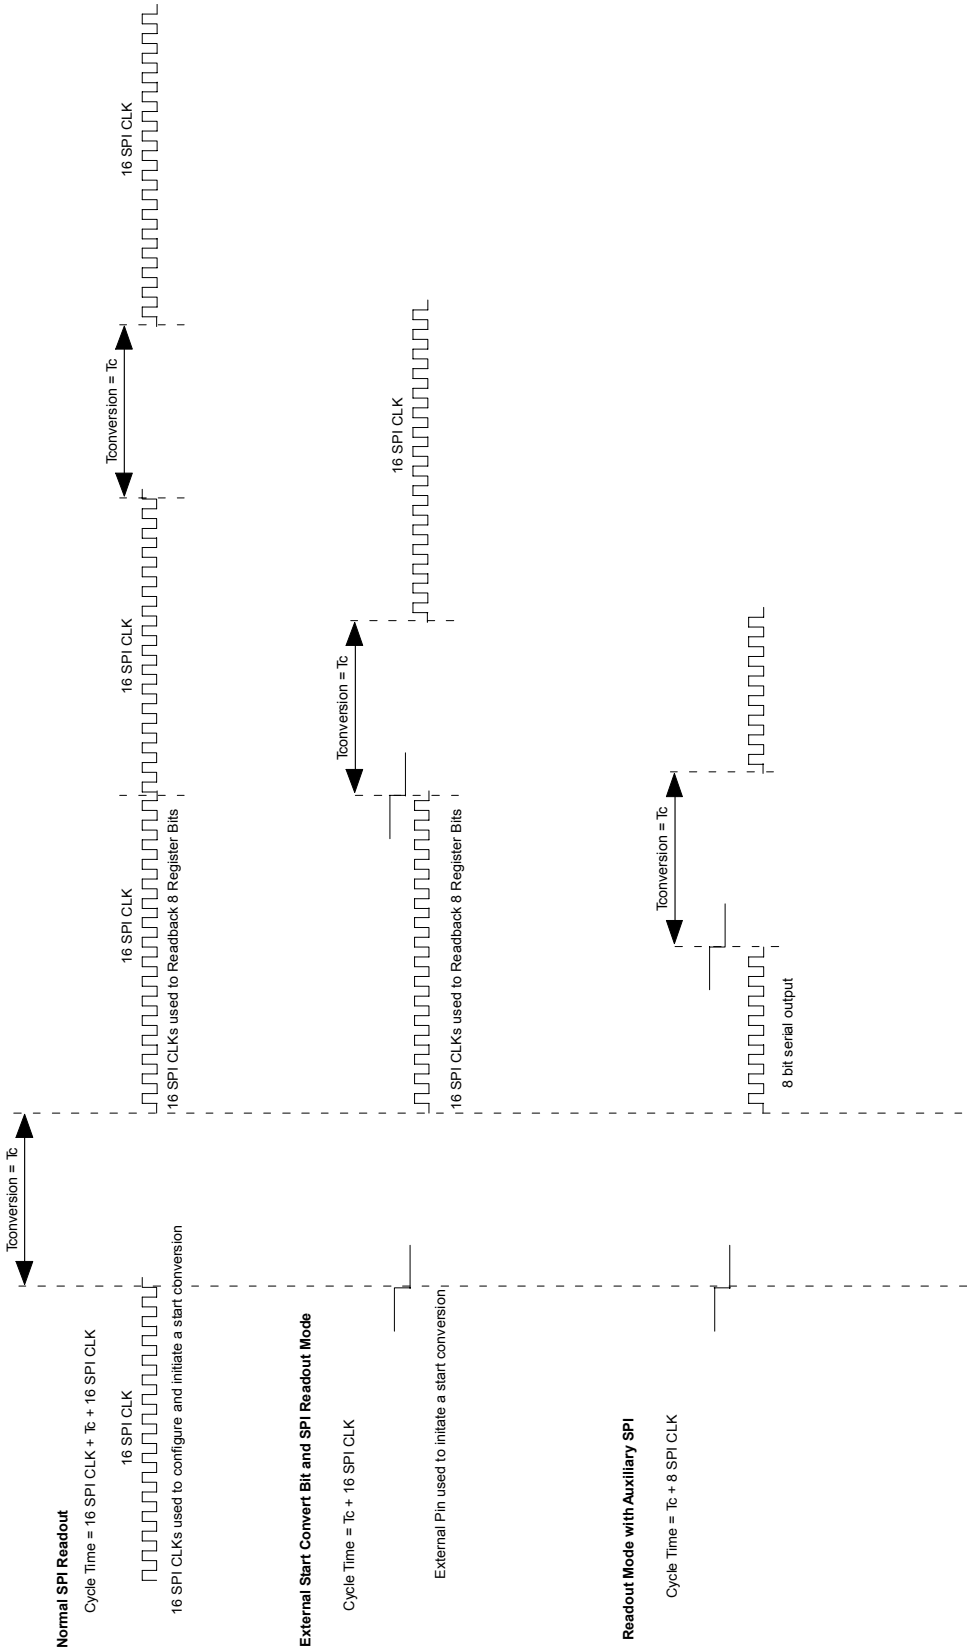 Normal SPI Readout
Cycle Time = 16 SPI CLK + Tc + 16 SPI CLK
Tconversion = Tc
16 SPI CLK
16 SPI CLK
16 SPI CLK
Tconversion = Tc
16 SPI CLK
16 SPI CLKs used to configure and initiate a start conversion
16 SPI CLKs used to Readback 8 Register Bits
External Start Convert Bit and SPI Readout Mode
Cycle Time = Tc + 16 SPI CLK
Tconversion = Tc
16 SPI CLK
External Pin used to initate a start conversion
16 SPI CLKs used to Readback 8 Register Bits
Readout Mode with Auxiliary SPI
Cycle Time = Tc + 8 SPI CLK
Tconversion = Tc
8 bit serial output